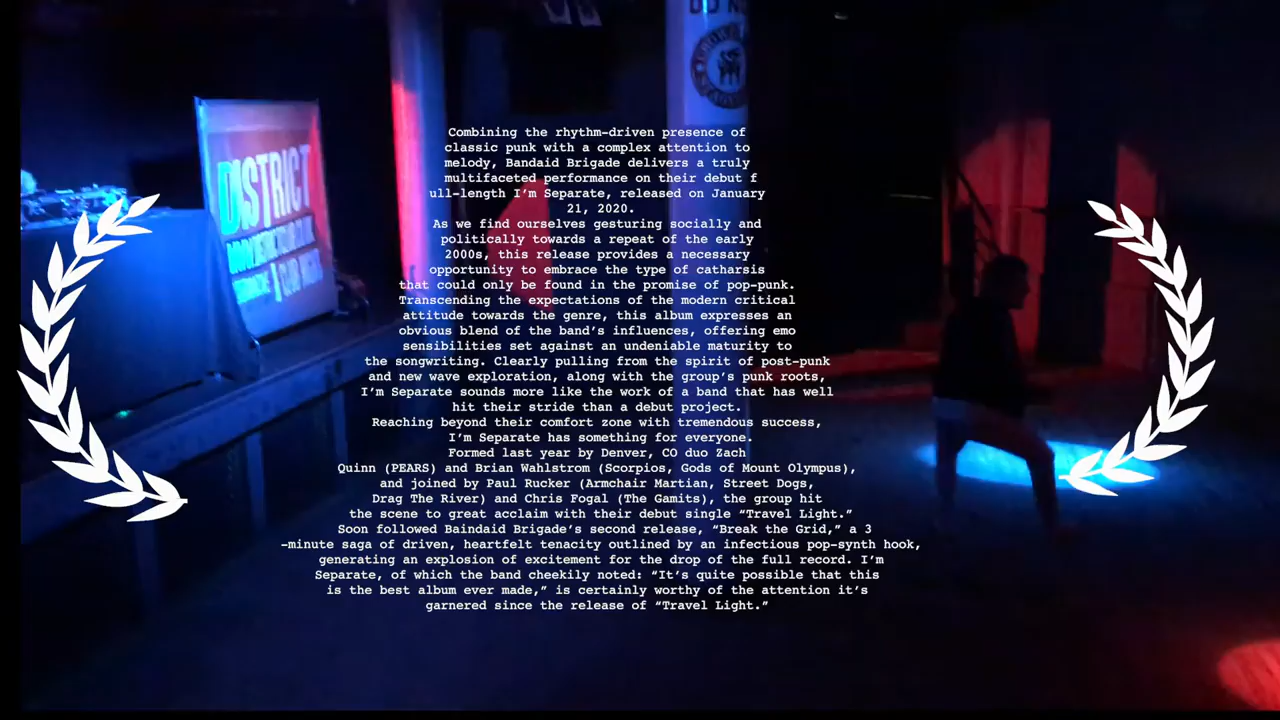 DO N
DISTRICT
Combining the rhythm-driven presence of
classic punk with a complex attention to
melody, Bandaid Brigade delivers a truly
multifaceted performance on their debut f
ull-length I'm Separate, released on January
21, 2020.
As we find ourselves gesturing socially and
politically towards a repeat of the early
2000s, this release provides a necessary
opportunity to embrace the type of catharsis
that could only be found in the promise of pop-punk.
Transcending the expectations of the modern critical
attitude towards the genre, this album expresses an
obvious blend of the band's influences, offering emo
sensibilities set against an undeniable maturity to
the songwriting. Clearly pulling from the spirit of post-punk
and new wave exploration, along with the group's punk roots,
I'm Separate sounds more like the work of a band that has well
hit their stride than a debut project.
Reaching beyond their comfort zone with tremendous success,
I'm Separate has something for everyone.
Formed last year by Denver, CO duo Zach
Quinn (PEARS) and Brian Wahlstrom (Scorpios, Gods of Mount Olympus),
and joined by Paul Rucker (Armchair Martian, Street Dogs,
Drag The River) and Chris Fogal (The Gamits), the group hit
the scene to great acclaim with their debut single “Travel Light.”
Soon followed Baindaid Brigade's second release, “Break the Grid,” a 3
-minute saga of driven, heartfelt tenacity outlined by an infectious pop-synth hook,
generating an explosion of excitement for the drop of the full record. I'm
Separate, of which the band cheekily noted: “It's quite possible that this
is the best album ever made,” is certainly worthy of the attention it's
garnered since the release of “Travel Light.”